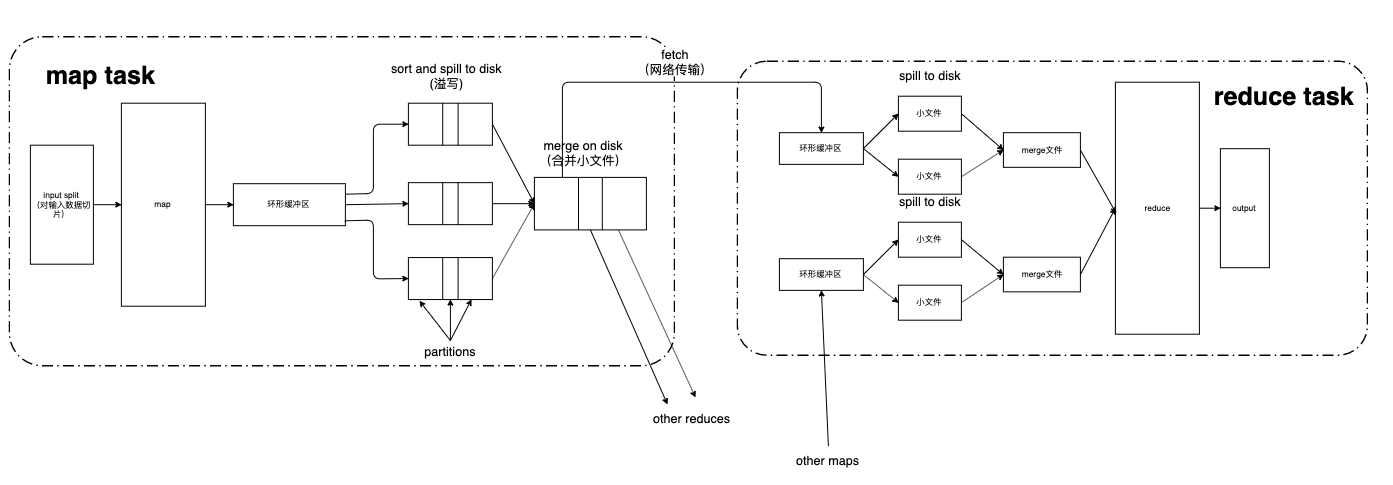 map task
input split
(对输入数据切
片)
map
环形缓冲区
sort and spill to disk
(溢写)
partitions
merge on disk
(合并小文件)
fetch
(网络传输)
other reduces
reduce task
环形缓冲区
spill to disk
小文件
小文件
merge文件
spill to disk
环形缓冲区
小文件
小文件
merge文件
other maps
reduce
output